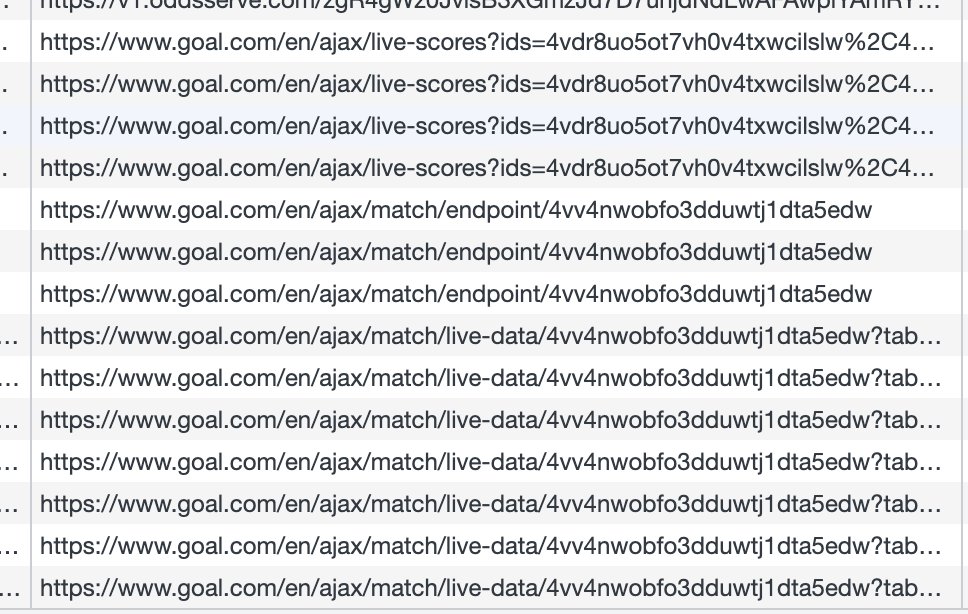 . https://www.goal.com/en/ajax/live-scores?ids=4vdr8uo5ot7vh0v4txwcilslw%2C4…
. https://www.goal.com/en/ajax/live-scores?ids=4vdr8uo5ot7vh0v4txwcilslw%2C4…
. https://www.goal.com/en/ajax/live-scores?ids=4vdr8uo5ot7vh0v4txwcilslw%2C4…
. https://www.goal.com/en/ajax/live-scores?ids=4vdr8uo5ot7vh0v4txwcilslw%2C4…
https://www.goal.com/en/ajax/match/endpoint/4vv4nwobfo3dduwtj1dta5edw
https://www.goal.com/en/ajax/match/endpoint/4vv4nwobfo3dduwtj1dta5edw
https://www.goal.com/en/ajax/match/endpoint/4vv4nwobfo3dduwtj1dta5edw
… https://www.goal.com/en/ajax/match/live-data/4vv4nwobfo3dduwtj1dta5edw?tab…
… https://www.goal.com/en/ajax/match/live-data/4vv4nwobfo3dduwtj1dta5edw?tab…
… https://www.goal.com/en/ajax/match/live-data/4vv4nwobfo3dduwtj1dta5edw?tab…
… https://www.goal.com/en/ajax/match/live-data/4vv4nwobfo3dduwtj1dta5edw?tab…
… https://www.goal.com/en/ajax/match/live-data/4vv4nwobfo3dduwtj1dta5edw?tab…
… https://www.goal.com/en/ajax/match/live-data/4vv4nwobfo3dduwtj1dta5edw?tab…
… https://www.goal.com/en/ajax/match/live-data/4vv4nwobfo3dduwtj1dta5edw?tab…